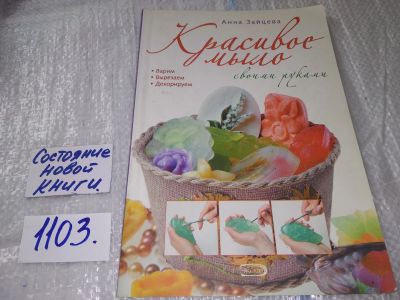 Анна Зайцева
Красивое
мыло
своими руками
• Варим
• Вырезаем
• Декорируем
Состояние
новой
книги.
1103.